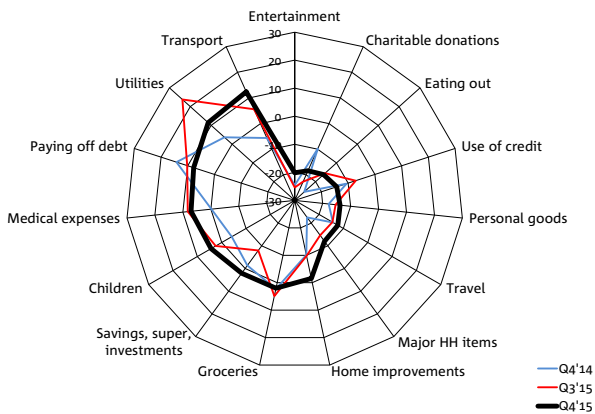 Entertainment
30
Transport
Charitable donations
20
Utilities
Eating out
10
0
Paying off debt
Use of credit
-10
-20
Medical expenses
-30
Personal goods
Children
Travel
Savings, super,
investments
Major HH items
Groceries
Home improvements
Q4'14
Q3'15
Q4'15